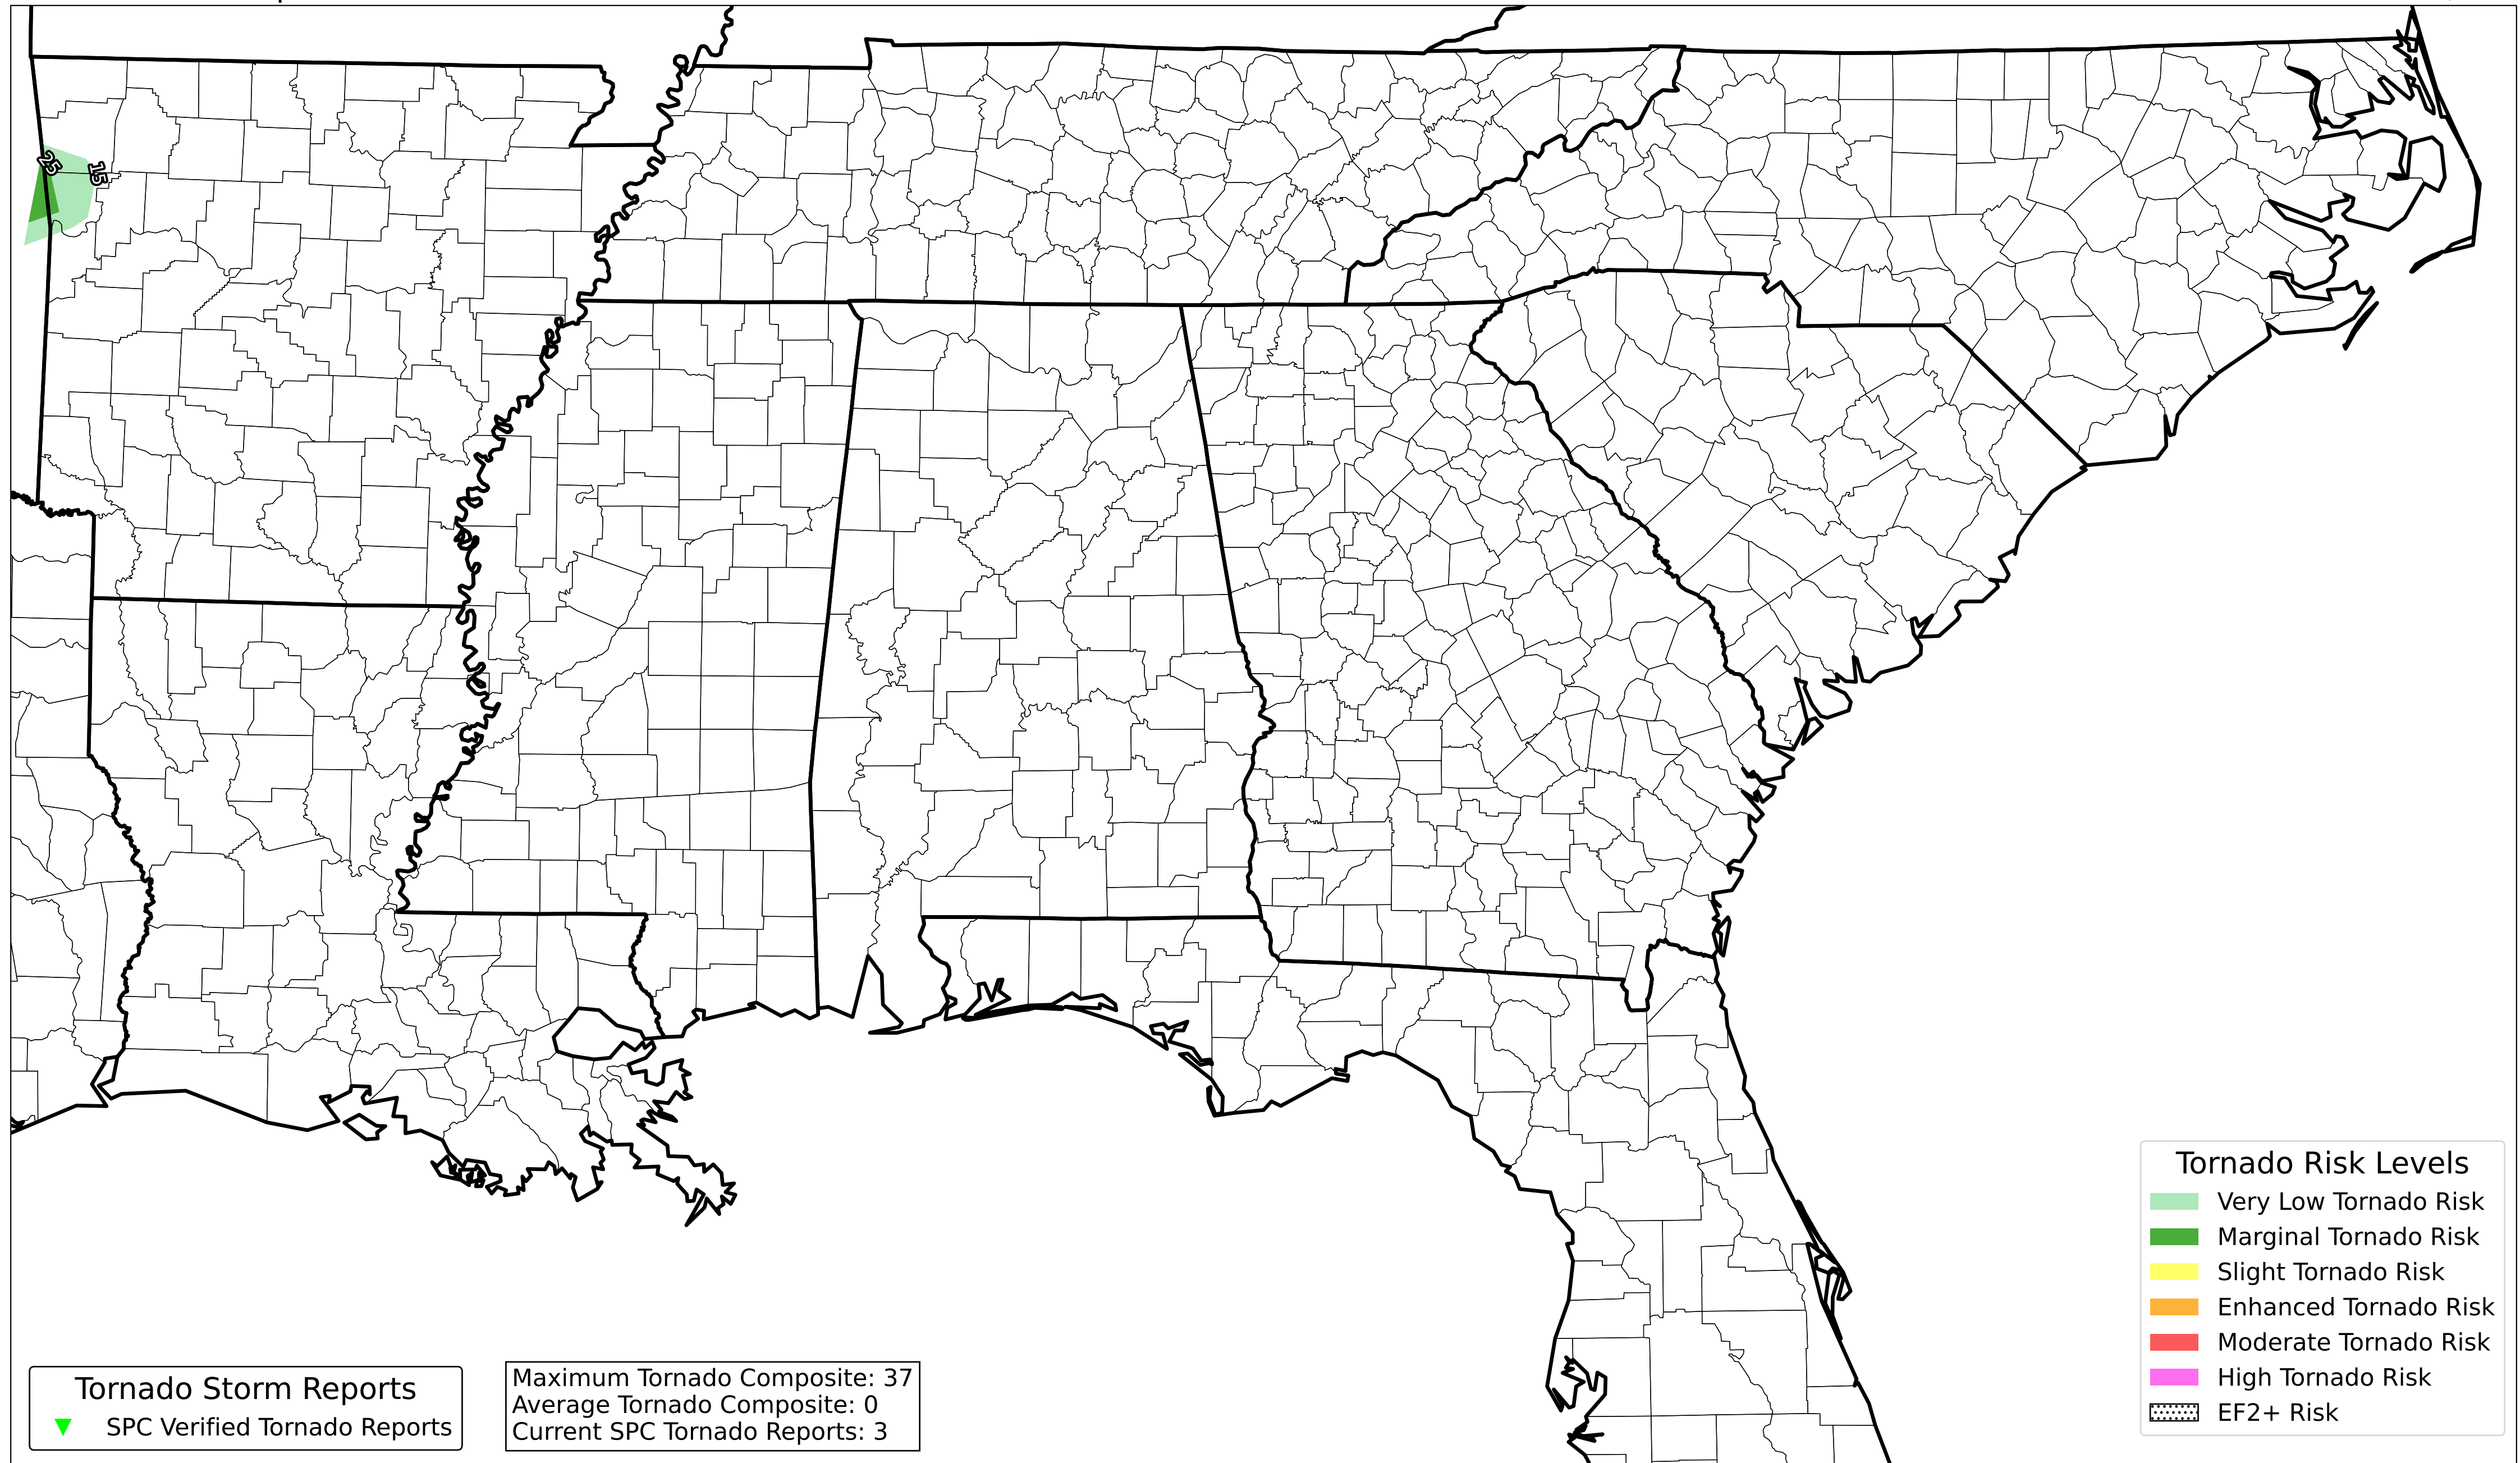 25
15
Tornado Risk Levels
Very Low Tornado Risk
Marginal Tornado Risk
Slight Tornado Risk
Enhanced Tornado Risk
Moderate Tornado Risk
High Tornado Risk
EF2+ Risk
Tornado Storm Reports
SPC Verified Tornado Reports
Maximum Tornado Composite: 37
Average Tornado Composite: 0
Current SPC Tornado Reports: 3